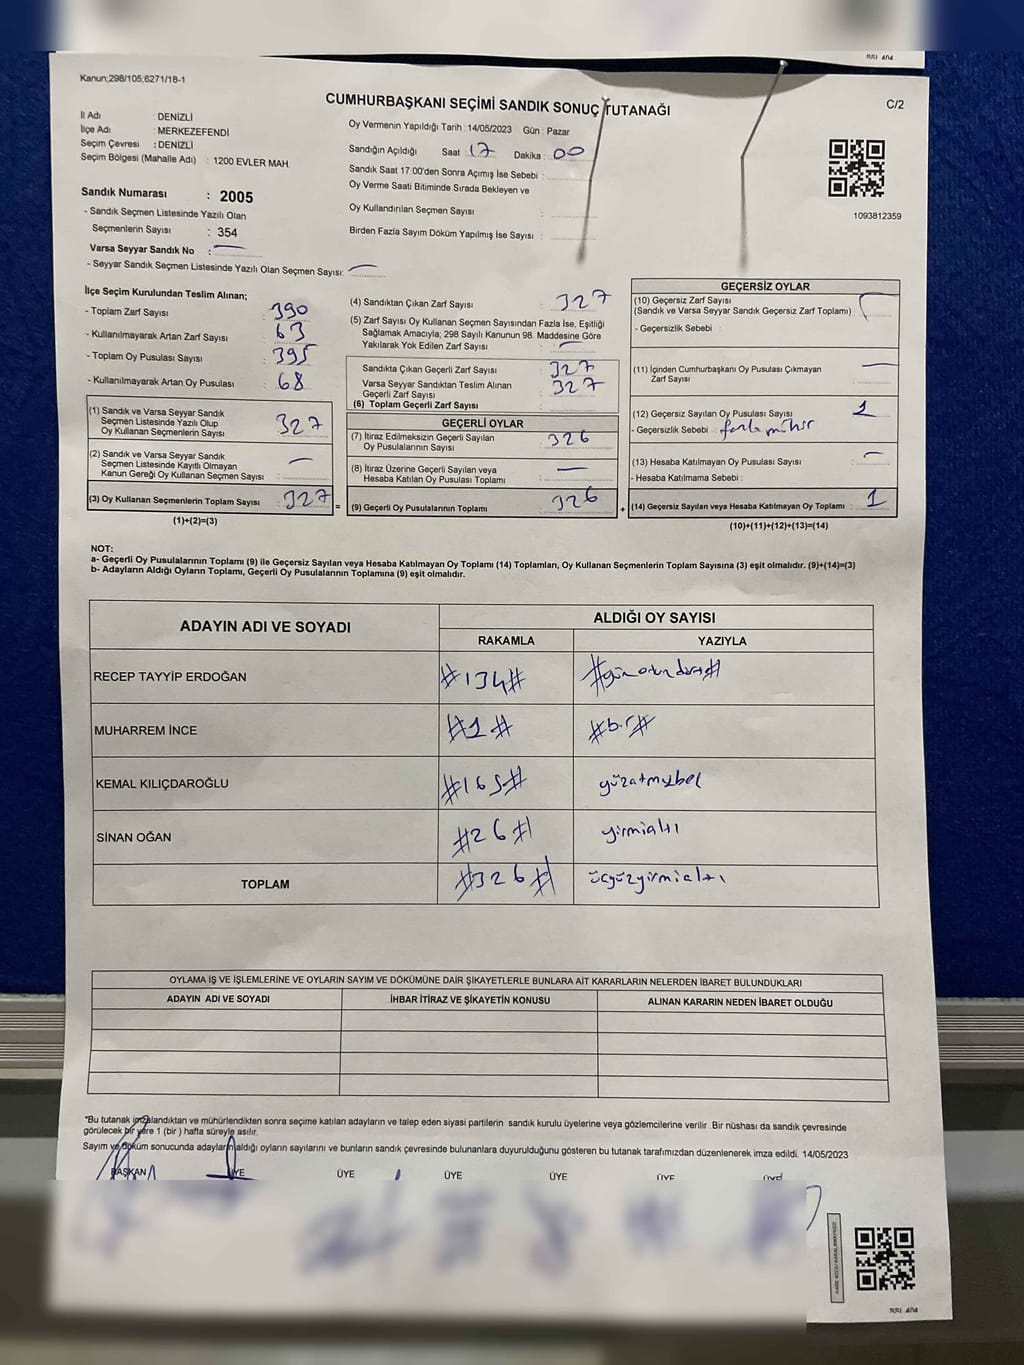 RRI 404
Kanun;298/105,6271/18-1
CUMHURBAŞKANI SEÇİMİ SANDIK SONUÇ TUTANAĞI
C/2
İl Adı : DENİZLİ
İlçe Adı : MERKEZEFENDİ
Seçim Çevresi : DENİZLİ
Seçim Bölgesi (Mahalle Adı) : 1200 EVLER MAH.
Sandık Numarası : 2005
- Sandık Seçmen Listesinde Yazılı Olan
Seçmenlerin Sayısı : 354
Varsa Seyyar Sandık No :
- Seyyar Sandık Seçmen Listesinde Yazılı Olan Seçmen Sayısı:
Oy Vermenin Yapıldığı Tarih : 14/05/2023 Gün : Pazar
Sandığın Açıldığı Saat 17 Dakika : 00
Sandık Saat 17:00'den Sonra Açımış İse Sebebi :
Oy Verme Saati Bitiminde Sırada Bekleyen ve
Oy Kullandırılan Seçmen Sayısı :
Birden Fazla Sayım Döküm Yapılmış İse Sayısı :
1093812359
İlçe Seçim Kurulundan Teslim Alınan;
- Toplam Zarf Sayısı : 390
- Kullanılmayarak Artan Zarf Sayısı : 63
- Toplam Oy Pusulası Sayısı : 395
- Kullanılmayarak Artan Oy Pusulası : 68
(1) Sandık ve Varsa Seyyar Sandık
Seçmen Listesinde Yazılı Olup
Oy Kullanan Seçmenlerin Sayısı : 327
(2) Sandık ve Varsa Seyyar Sandık
Seçmen Listesinde Kayıtlı Olmayan
Kanun Gereği Oy Kullanan Seçmen Sayısı :
(3) Oy Kullanan Seçmenlerin Toplam Sayısı : 327 =
(1)+(2)=(3)
(4) Sandıktan Çıkan Zarf Sayısı : 327
(5) Zarf Sayısı Oy Kullanan Seçmen Sayısından Fazla İse, Eşitliği
Sağlamak Amacıyla; 298 Sayılı Kanunun 98. Maddesine Göre
Yakılarak Yok Edilen Zarf Sayısı :
Sandıkta Çıkan Geçerli Zarf Sayısı : 327
Varsa Seyyar Sandıktan Teslim Alınan
Geçerli Zarf Sayısı : 327
(6) Toplam Geçerli Zarf Sayısı :
GEÇERLİ OYLAR
(7) İtiraz Edilmeksizin Geçerli Sayılan
Oy Pusulalarının Sayısı : 326
(8) İtiraz Üzerine Geçerli Sayılan veya
Hesaba Katılan Oy Pusulası Toplamı :
(9) Geçerli Oy Pusulalarının Toplamı : 326 +
GEÇERSİZ OYLAR
(10) Geçersiz Zarf Sayısı
(Sandık ve Varsa Seyyar Sandık Geçersiz Zarf Toplamı) :
- Geçersizlik Sebebi :
(11) İçinden Cumhurbaşkanı Oy Pusulası Çıkmayan
Zarf Sayısı :
(12) Geçersiz Sayılan Oy Pusulası Sayısı : 1
- Geçersizlik Sebebi : fazla mühür
(13) Hesaba Katılmayan Oy Pusulası Sayısı :
- Hesaba Katılmama Sebebi :
(14) Geçersiz Sayılan veya Hesaba Katılmayan Oy Toplamı : 1
(10)+(11)+(12)+(13)=(14)
NOT:
a- Geçerli Oy Pusulalarının Toplamı (9) ile Geçersiz Sayılan veya Hesaba Katılmayan Oy Toplamı (14) Toplamları, Oy Kullanan Seçmenlerin Toplam Sayısına (3) eşit olmalıdır. (9)+(14)=(3)
b- Adayların Aldığı Oyların Toplamı, Geçerli Oy Pusulalarının Toplamına (9) eşit olmalıdır.
ADAYIN ADI VE SOYADI
ALDIĞI OY SAYISI
RAKAMLA YAZIYLA
RECEP TAYYİP ERDOĞAN #134#
MUHARREM İNCE #1# #bir#
KEMAL KILIÇDAROĞLU #165# yüzatmışbeş
SİNAN OĞAN #26# yirmialtı
TOPLAM #326# üçyüzyirmialtı
OYLAMA İŞ VE İŞLEMLERİNE VE OYLARIN SAYIM VE DÖKÜMÜNE DAİR ŞİKAYETLERLE BUNLARA AİT KARARLARIN NELERDEN İBARET BULUNDUKLARI
ADAYIN ADI VE SOYADI İHBAR İTİRAZ VE ŞİKAYETİN KONUSU ALINAN KARARIN NEDEN İBARET OLDUĞU
*Bu tutanak imzalandıktan ve mühürlendikten sonra seçime katılan adayların ve talep eden siyasi partilerin sandık kurulu üyelerine veya gözlemcilerine verilir. Bir nüshası da sandık çevresinde
görülecek bir yere 1 (bir ) hafta süreyle asılır.
Sayım ve döküm sonucunda adayların aldığı oyların sayılarını ve bunların sandık çevresinde bulunanlara duyurulduğunu gösteren bu tutanak tarafımızdan düzenlenerek imza edildi. 14/05/2023
BAŞKAN ÜYE ÜYE ÜYE ÜYE ÜYE ÜYE
RRI 404